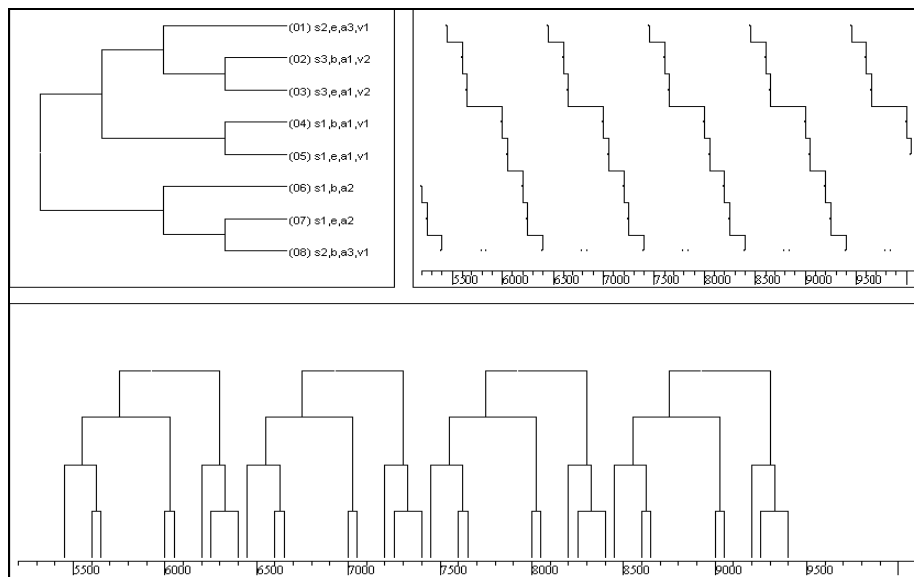 (01) s2,e,a3,v1
(02) s3,b,a1,v2
(03) s3,e,a1,v2
(04) s1,b,a1,v1
(05) s1,e,a1,v1
(06) s1,b,a2
(07) s1,e,a2
(08) s2,b,a3,v1
5500 6000 6500 7000 7500 8000 8500 9000 9500
5500 6000 6500 7000 7500 8000 8500 9000 9500